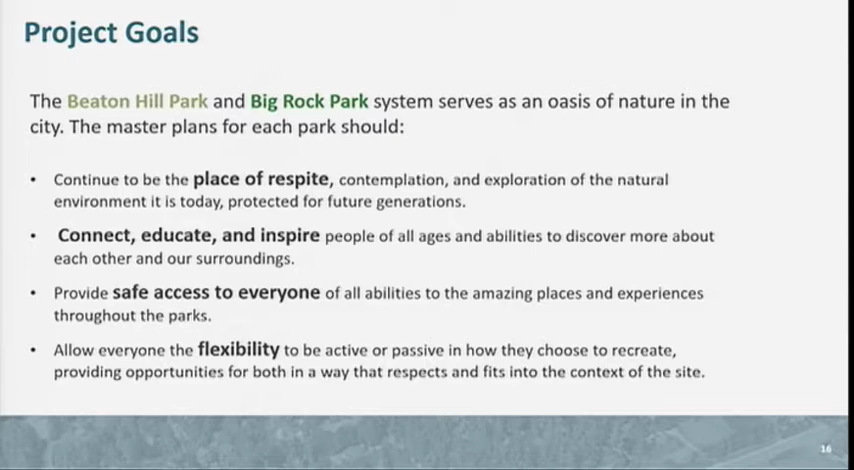 Project Goals
The Beaton Hill Park and Big Rock Park system serves as an oasis of nature in the
city. The master plans for each park should:
• Continue to be the place of respite, contemplation, and exploration of the natural
environment it is today, protected for future generations.
• Connect, educate, and inspire people of all ages and abilities to discover more about
each other and our surroundings.
• Provide safe access to everyone of all abilities to the amazing places and experiences
throughout the parks.
• Allow everyone the flexibility to be active or passive in how they choose to recreate,
providing opportunities for both in a way that respects and fits into the context of the site.
16